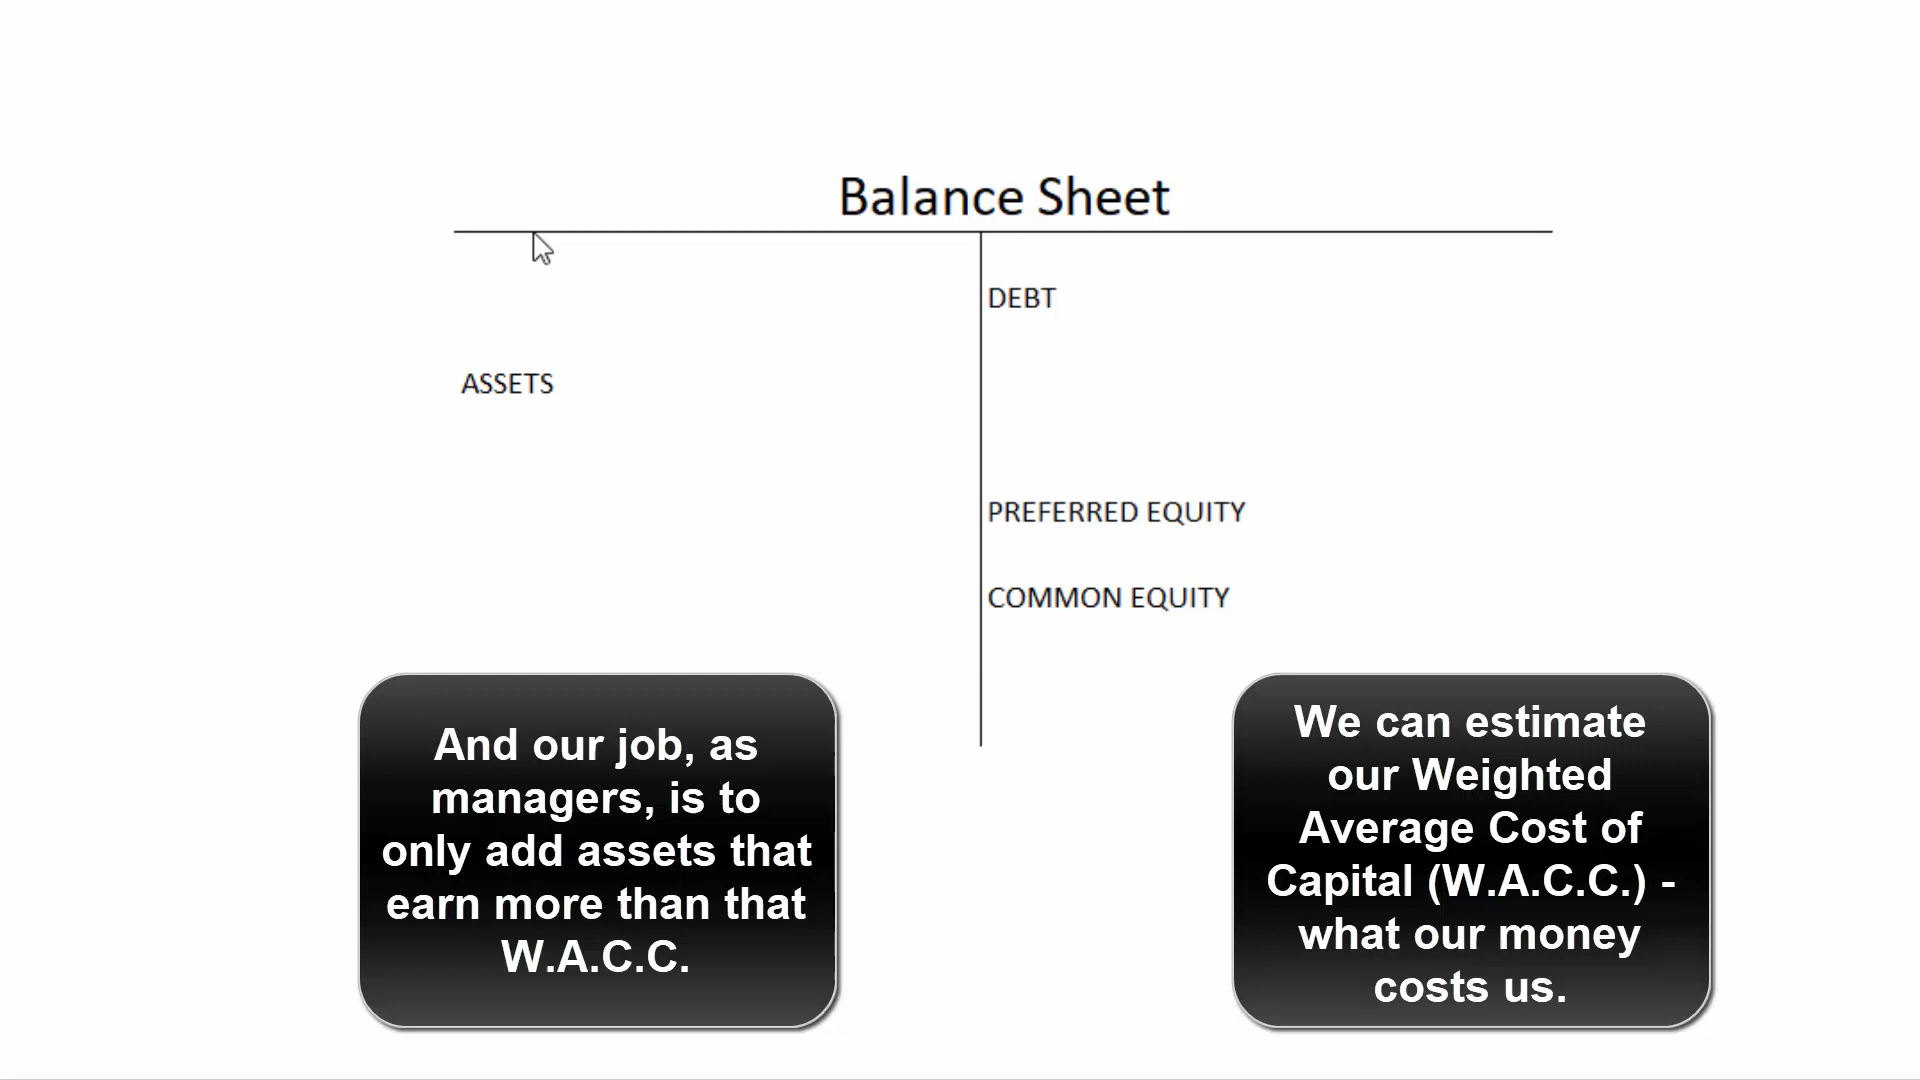 Balance Sheet
DEBT
ASSETS
PREFERRED EQUITY
COMMON EQUITY
And our job, as
managers, is to
only add assets that
earn more than that
W.A.C.C.
We can estimate
our Weighted
Average Cost of
Capital (W.A.C.C.) -
what our money
costs us.